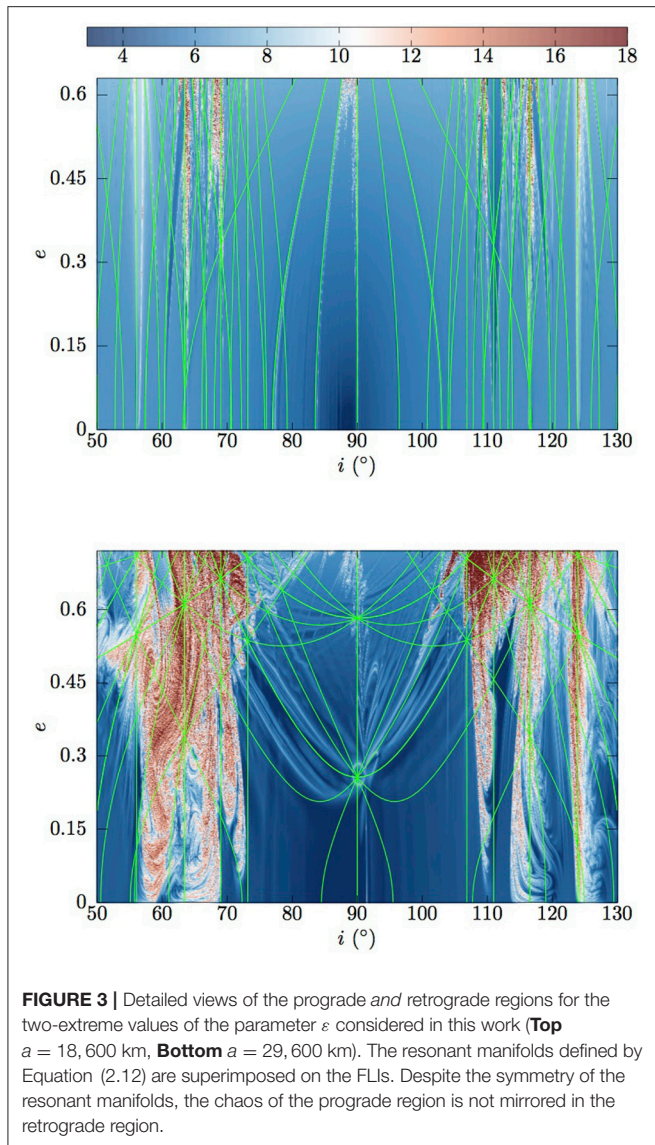 4 6 8 10 12 14 16 18
0.6
0.45
e
0.3
0.15
0
50 60 70 80 90 100 110 120 130
i (°)
0.6
0.45
e
0.3
0.15
0
50 60 70 80 90 100 110 120 130
i (°)
FIGURE 3 | Detailed views of the prograde and retrograde regions for the
two-extreme values of the parameter ε considered in this work (Top
a = 18, 600 km, Bottom a = 29, 600 km). The resonant manifolds defined by
Equation (2.12) are superimposed on the FLIs. Despite the symmetry of the
resonant manifolds, the chaos of the prograde region is not mirrored in the
retrograde region.